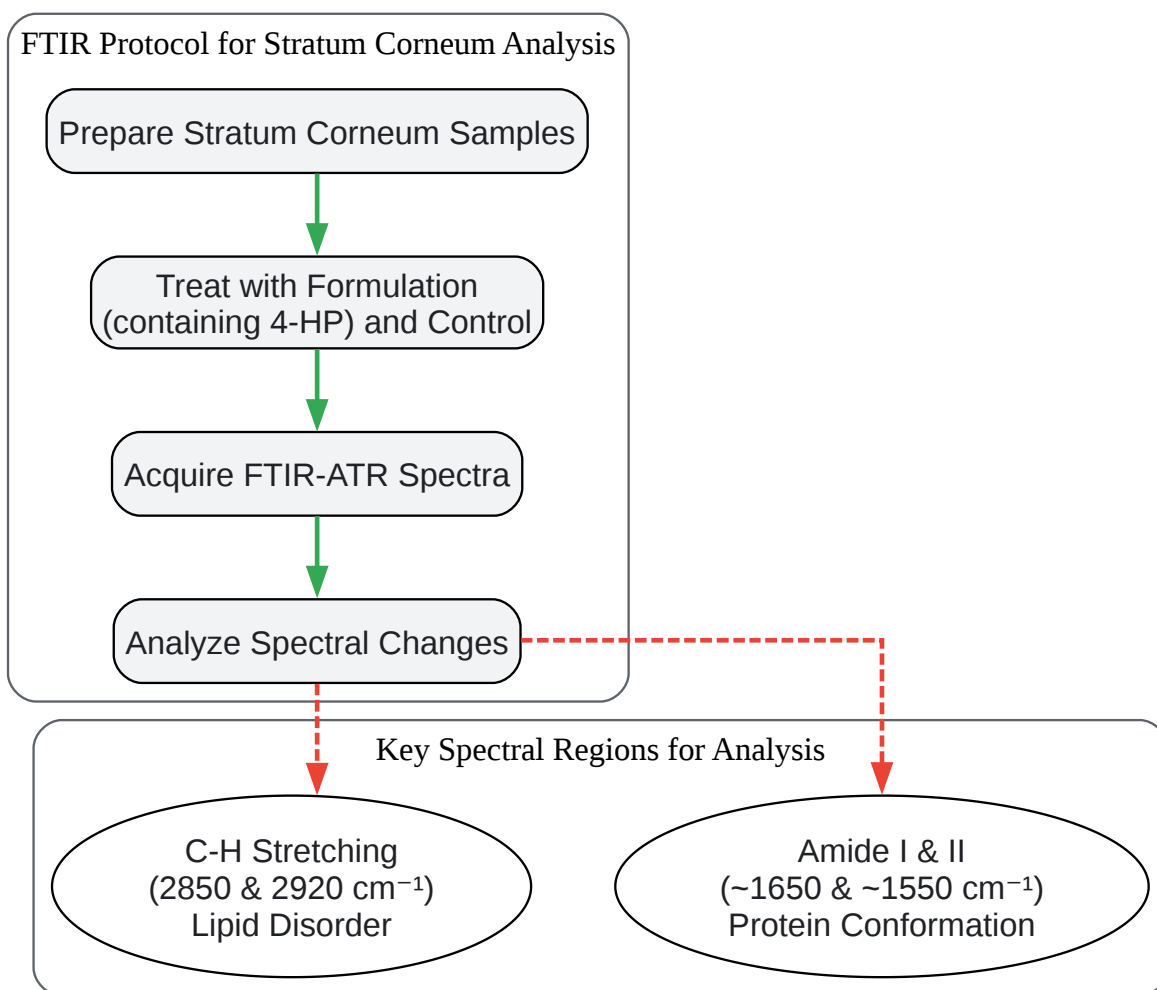 FTIR Protocol for Stratum Corneum Analysis
Prepare Stratum Corneum Samples
Treat with Formulation
(containing 4-HP) and Control
Acquire FTIR-ATR Spectra
Analyze Spectral Changes
Key Spectral Regions for Analysis
C-H Stretching
(2850 & 2920 cm⁻¹)
Lipid Disorder
Amide I & II
(~1650 & ~1550 cm⁻¹)
Protein Conformation